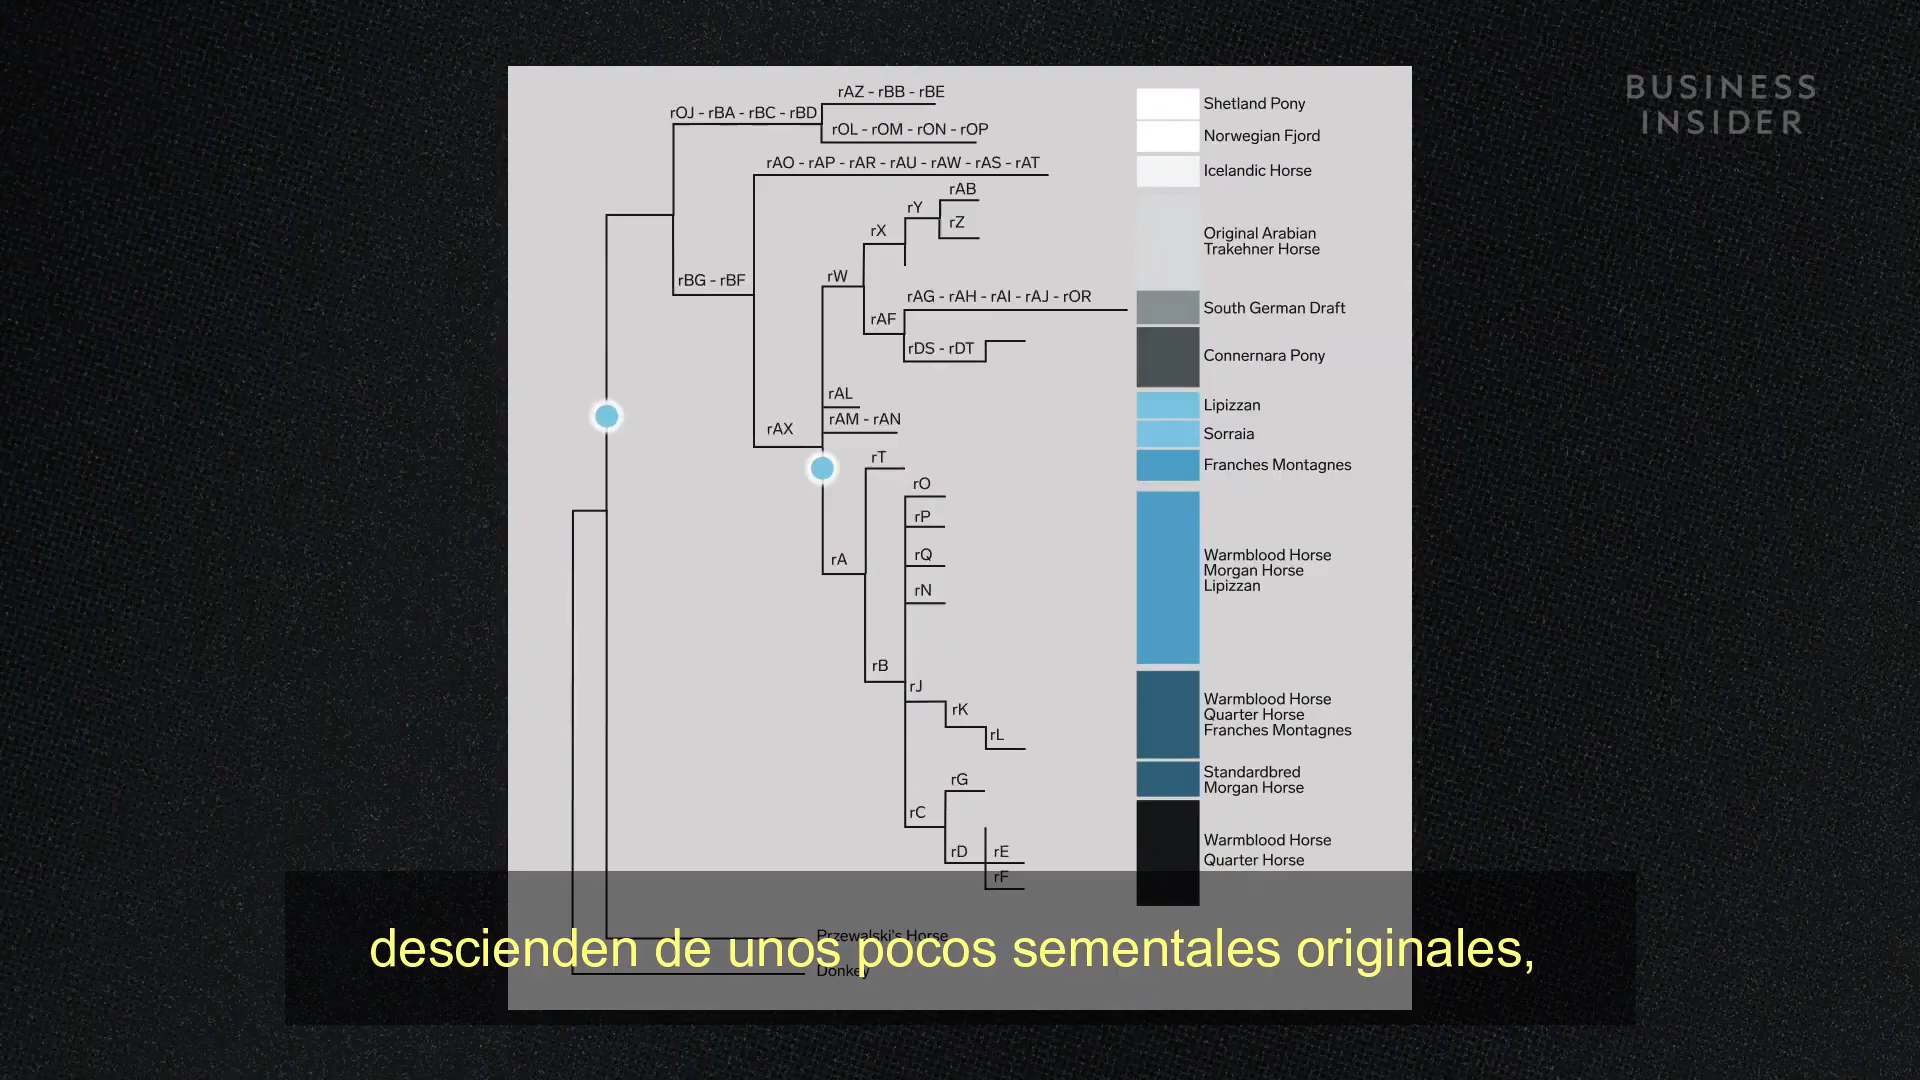 BUSINESS
INSIDER
rAZ - rBB - rBE
rOJ - rBA - rBC - rBD
rOL - rOM - rON - rOP
rAO - rAP - rAR - rAU - rAW - rAS - rAT
rAB
rY
rZ
rX
rBG - rBF
rW
rAG - rAH - rAI - rAJ - rOR
rAF
rDS - rDT
rAL
rAM - rAN
rAX
rT
rO
rP
rQ
rA
rN
rB
rJ
rK
rL
rG
rC
rD
rE
rF
Przewalski's Horse
Donkey
Shetland Pony
Norwegian Fjord
Icelandic Horse
Original Arabian
Trakehner Horse
South German Draft
Connernara Pony
Lipizzan
Sorraia
Franches Montagnes
Warmblood Horse
Morgan Horse
Lipizzan
Warmblood Horse
Quarter Horse
Franches Montagnes
Standardbred
Morgan Horse
Warmblood Horse
Quarter Horse
descienden de unos pocos sementales originales,